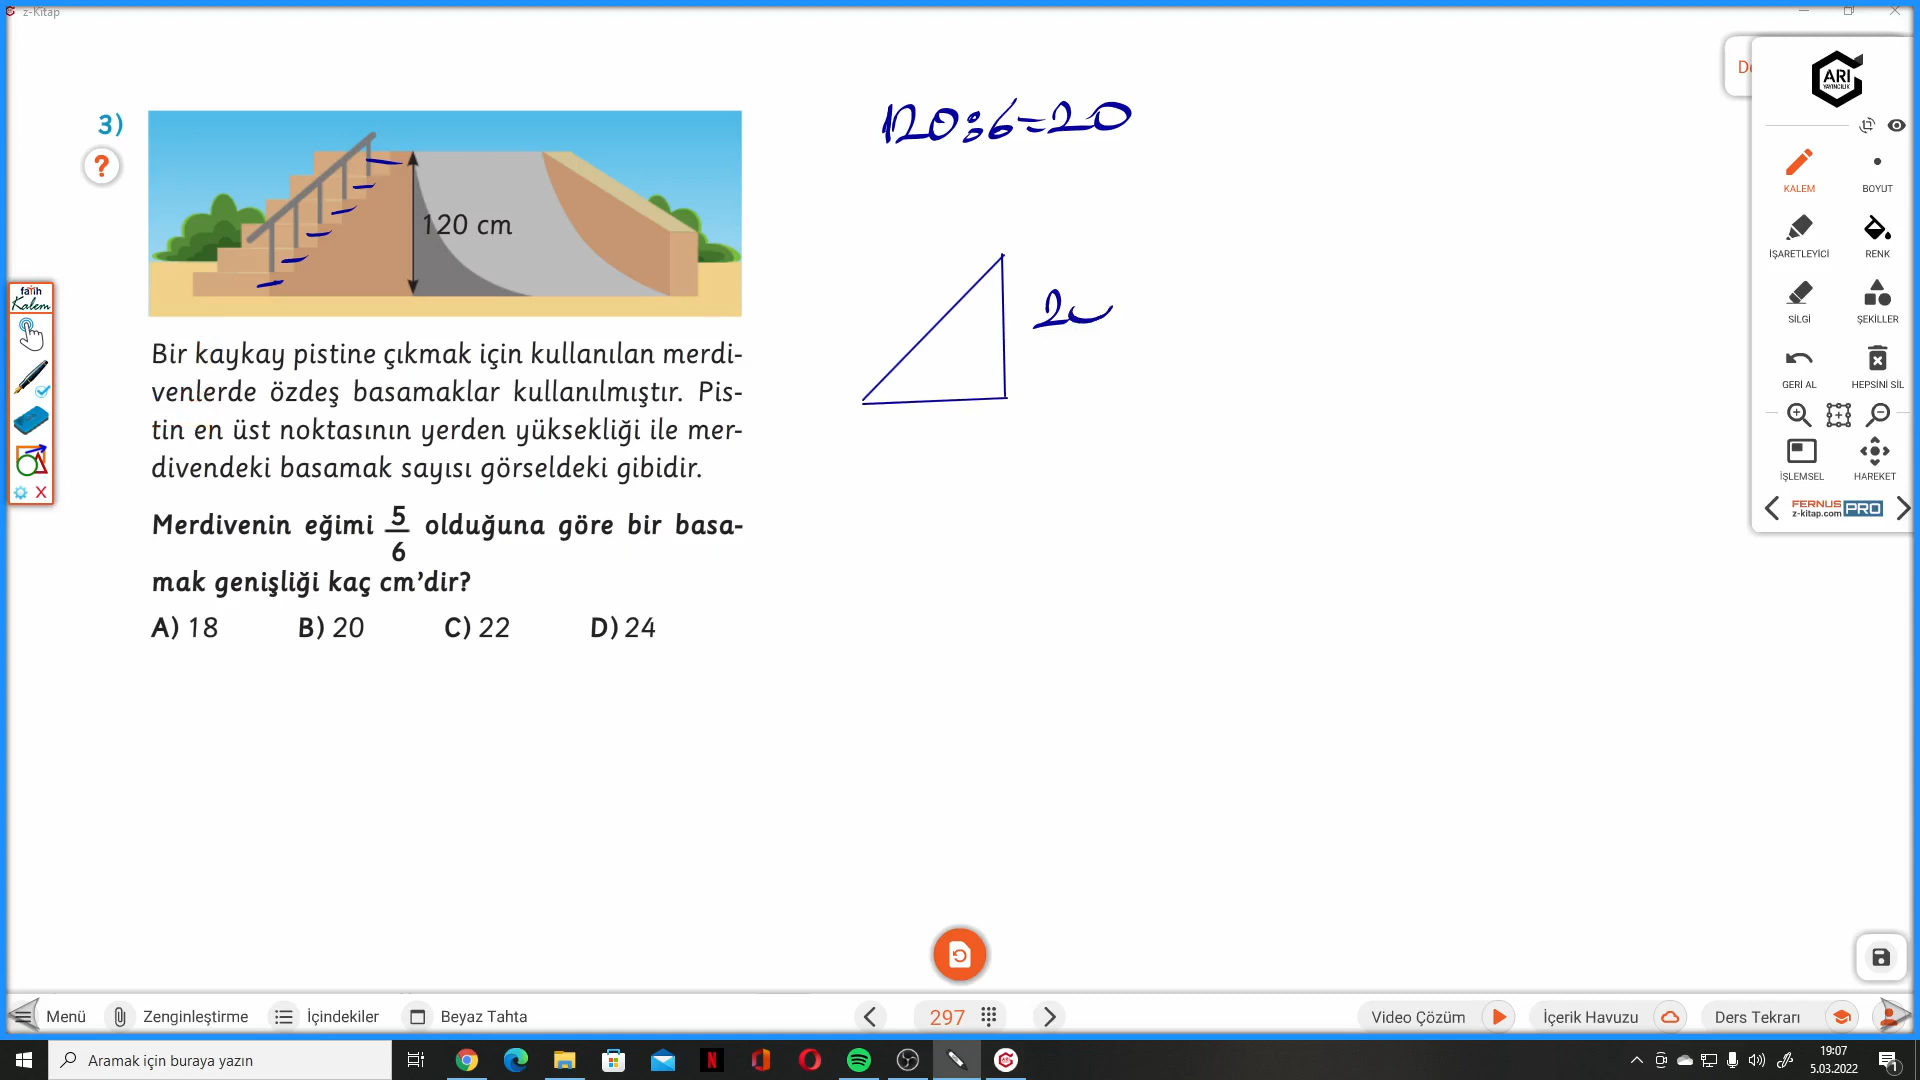 z-Kitap
3)
?
120 cm
120:6=20
20
Bir kaykay pistine çıkmak için kullanılan merdi-
venlerde özdeş basamaklar kullanılmıştır. Pis-
tin en üst noktasının yerden yüksekliği ile mer-
divendeki basamak sayısı görseldeki gibidir.
Merdivenin eğimi 5/6 olduğuna göre bir basa-
mak genişliği kaç cm'dir?
A) 18 B) 20 C) 22 D) 24
fatih
Kalem
ARI
YAYINCILIK
KALEM BOYUT
İŞARETLEYİCİ RENK
SİLGİ ŞEKİLLER
GERİ AL HEPSİNİ SİL
İŞLEMSEL HAREKET
FERNUS PRO
z-kitap.com
Menü Zenginleştirme İçindekiler Beyaz Tahta 297 Video Çözüm İçerik Havuzu Ders Tekrarı
Aramak için buraya yazın
19:07
5.03.2022
1